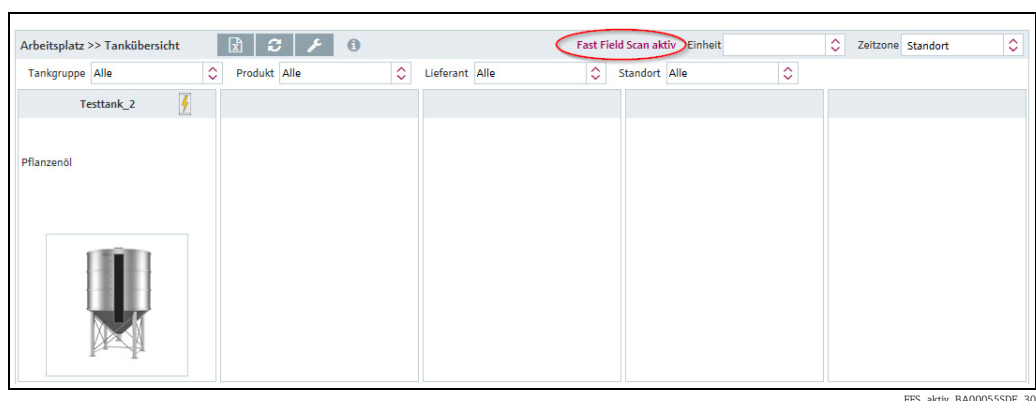 Arbeitsplatz >> Tankübersicht Fast Field Scan aktiv Einheit Zeitzone Standort
Tankgruppe Alle Produkt Alle Lieferant Alle Standort Alle
Testtank_2
Pflanzenöl
FFS_aktiv_BA00055SDE_30